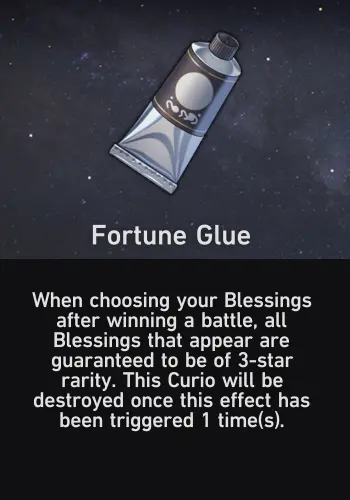 Fortune Glue
When choosing your Blessings
after winning a battle, all
Blessings that appear are
guaranteed to be of 3-star
rarity. This Curio will be
destroyed once this effect has
been triggered 1 time(s).